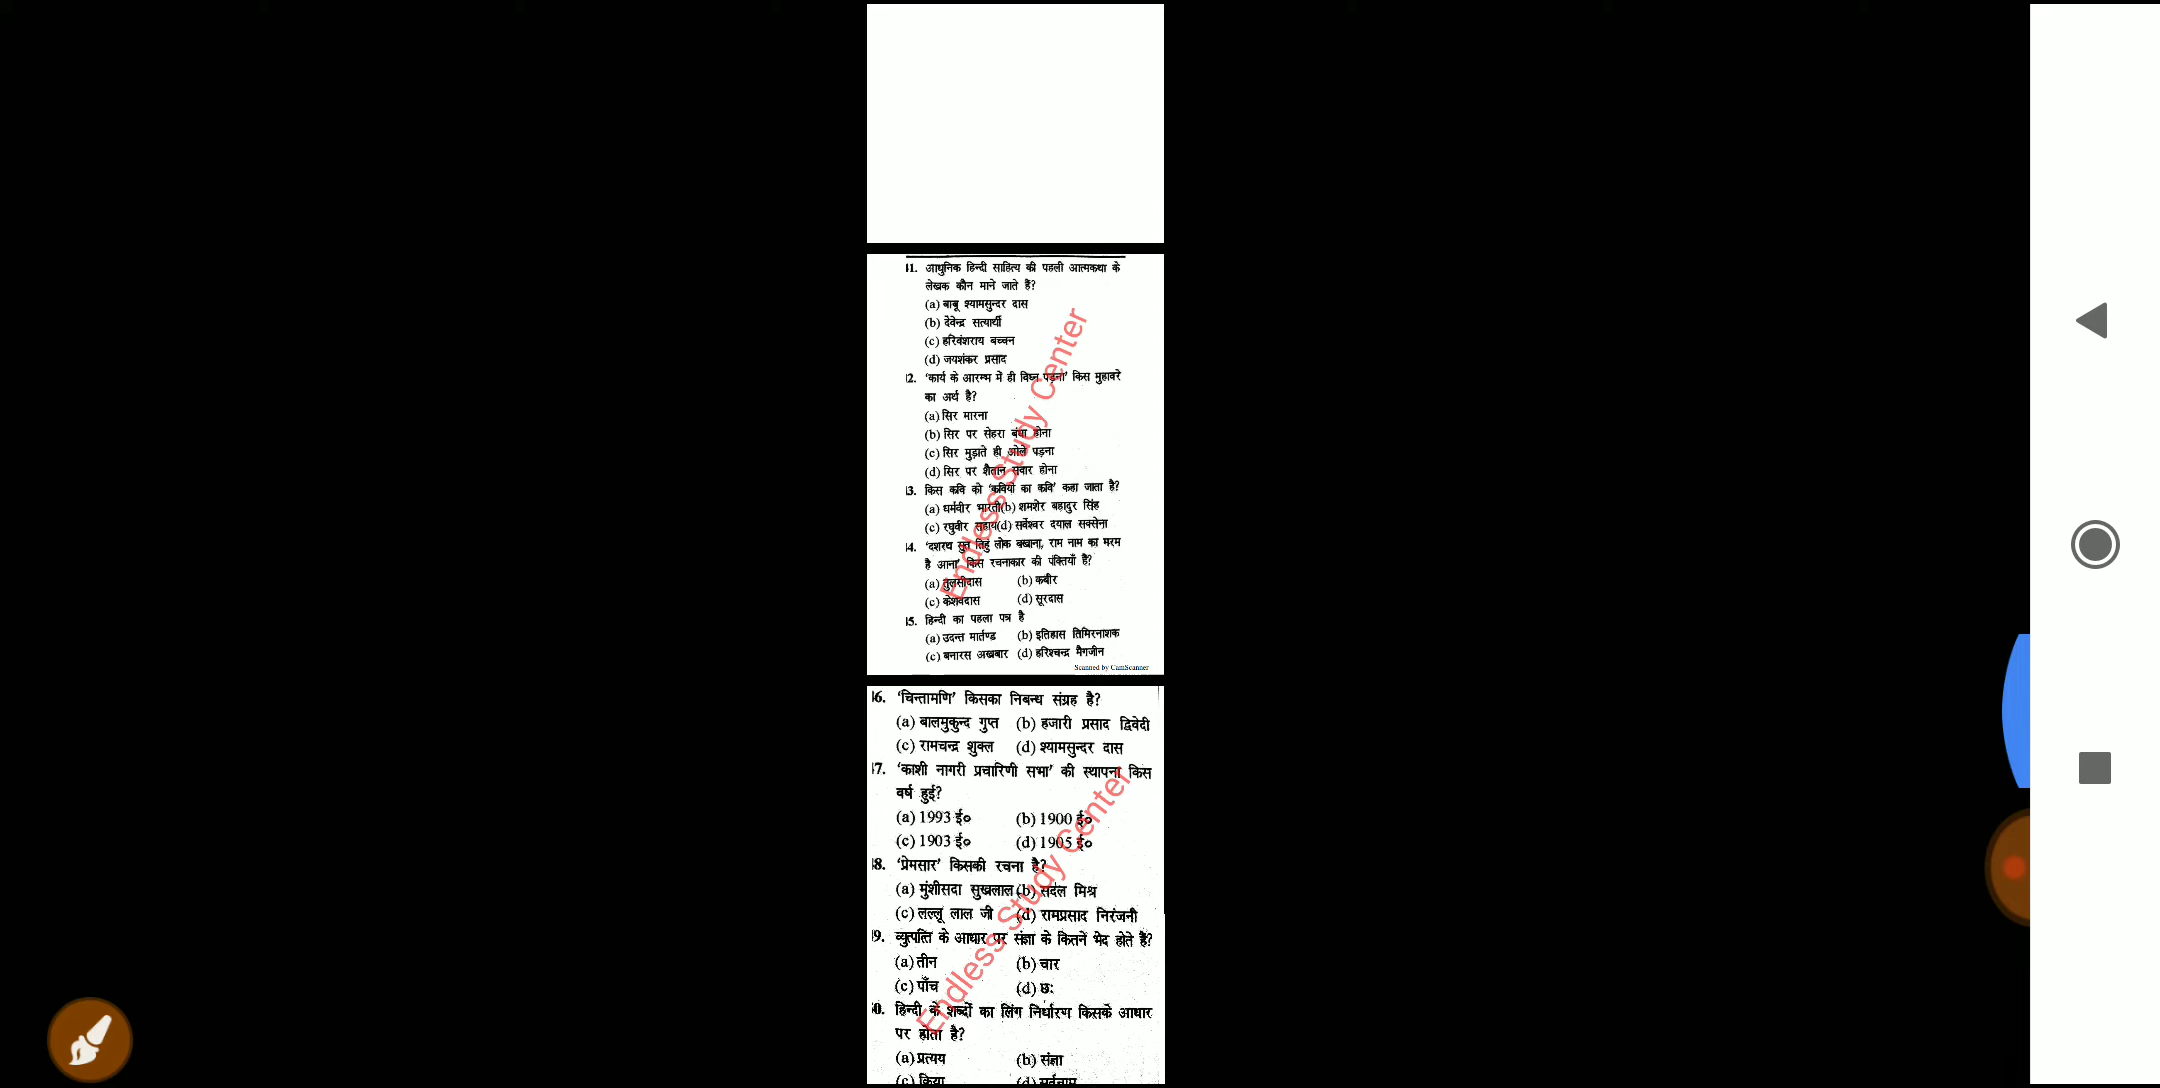 11. आधुनिक हिन्दी साहित्य की पहली आत्मकथा के
लेखक कौन माने जाते हैं?
(a) बाबू श्यामसुन्दर दास
(b) देवेन्द्र सत्यार्थी
(c) हरिवंशराय बच्चन
(d) जयशंकर प्रसाद
12. 'कार्य के आरम्भ में ही विघ्न पड़ना' किस मुहावरे
का अर्थ है?
(a) सिर मारना
(b) सिर पर सेहरा बंधा होना
(c) सिर मुड़ाते ही ओले पड़ना
(d) सिर पर शैतान सवार होना
13. किस कवि को 'कवियों का कवि' कहा जाता है?
(a) धर्मवीर भारती (b) शमशेर बहादुर सिंह
(c) रघुवीर सहाय (d) सर्वेश्वर दयाल सक्सेना
14. 'दशरथ सुत तिहुं लोक बखाना, राम नाम का मरम
है आना' किस रचनाकार की पंक्तियाँ है?
(a) तुलसीदास (b) कबीर
(c) केशवदास (d) सूरदास
15. हिन्दी का पहला पत्र है
(a) उदन्त मार्तण्ड (b) इतिहास तिमिरनाशक
(c) बनारस अखबार (d) हरिश्चन्द्र मैगजीन
Scanned by CamScanner
Endless Study Center
16. 'चिन्तामणि' किसका निबन्ध संग्रह है?
(a) बालमुकुन्द गुप्त (b) हजारी प्रसाद द्विवेदी
(c) रामचन्द्र शुक्ल (d) श्यामसुन्दर दास
17. 'काशी नागरी प्रचारिणी सभा' की स्थापना किस
वर्ष हुई?
(a) 1993 ई० (b) 1900 ई०
(c) 1903 ई० (d) 1905 ई०
18. 'प्रेमसार' किसकी रचना है?
(a) मुंशीसदा सुखलाल (b) सदल मिश्र
(c) लल्लू लाल जी (d) रामप्रसाद निरंजनी
19. व्युत्पत्ति के आधार पर संज्ञा के कितने भेद होते है?
(a) तीन (b) चार
(c) पाँच (d) छः
0. हिन्दी के शब्दों का लिंग निर्धारण किसके आधार
पर होता है?
(a) प्रत्यय (b) संज्ञा
(c) क्रिया (d) सर्वनाम
Endless Study Center